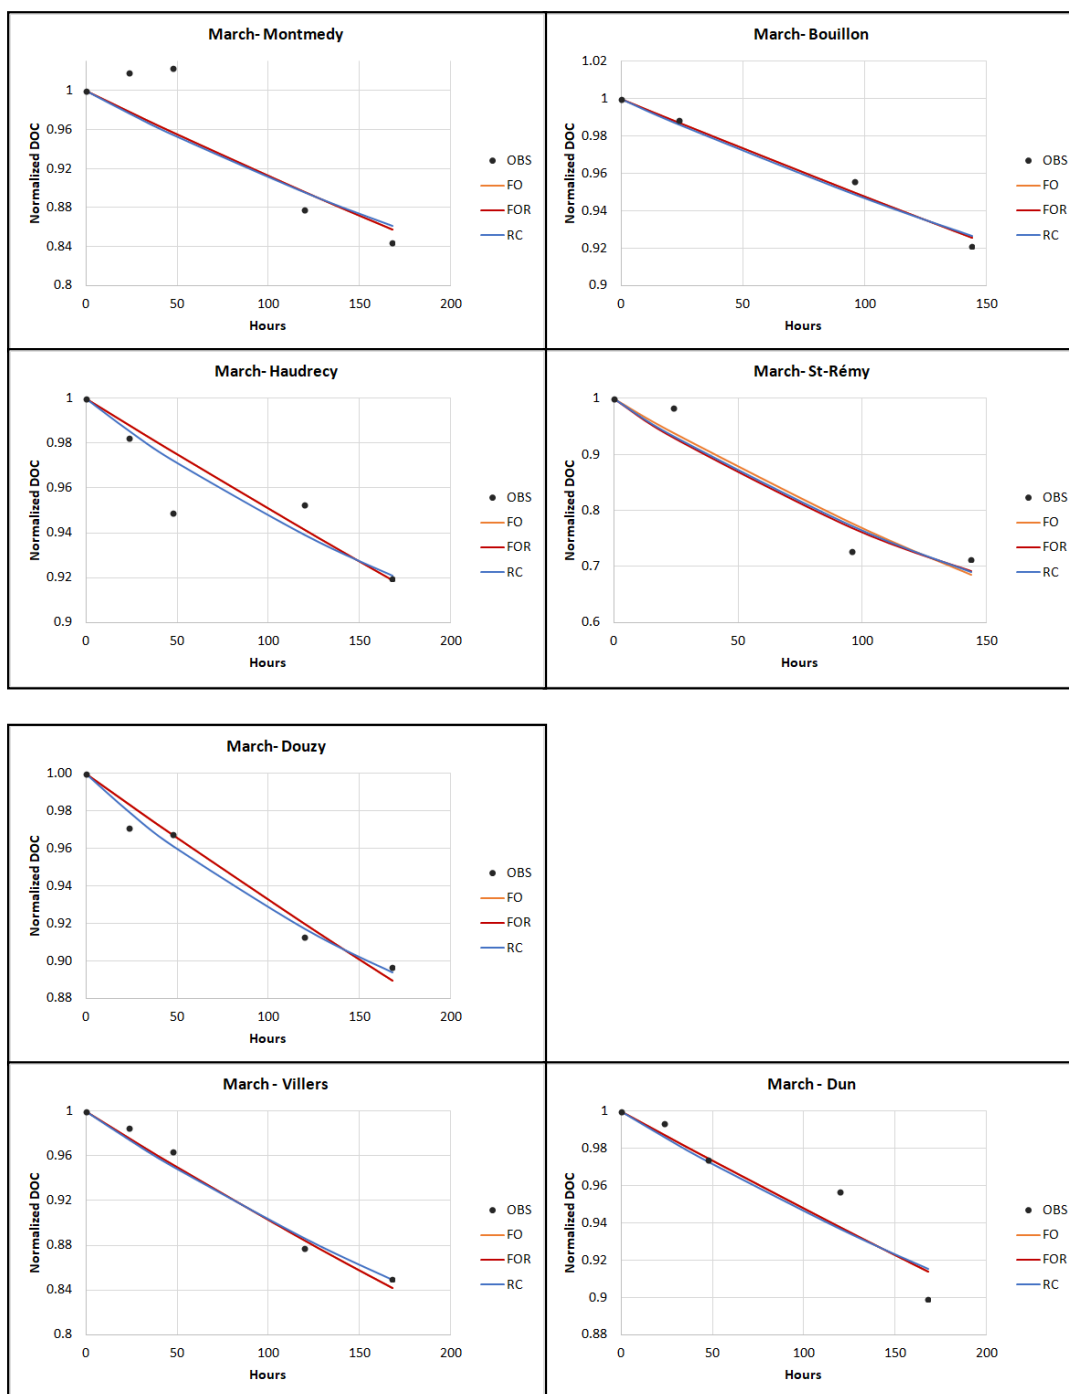 March- Montmedy
Normalized DOC
1
0.96
0.92
0.88
0.84
0.8
0 50 100 150 200
Hours
OBS
FO
FOR
RC
March- Bouillon
Normalized DOC
1.02
1
0.98
0.96
0.94
0.92
0.9
0 50 100 150
Hours
OBS
FO
FOR
RC
March- Haudrecy
Normalized DOC
1
0.98
0.96
0.94
0.92
0.9
0 50 100 150 200
Hours
OBS
FO
FOR
RC
March- St-Rémy
Normalized DOC
1
0.9
0.8
0.7
0.6
0 50 100 150
Hours
OBS
FO
FOR
RC
March- Douzy
Normalized DOC
1.00
0.98
0.96
0.94
0.92
0.90
0.88
0 50 100 150 200
Hours
OBS
FO
FOR
RC
March - Villers
Normalized DOC
1
0.96
0.92
0.88
0.84
0.8
0 50 100 150 200
Hours
OBS
FO
FOR
RC
March - Dun
Normalized DOC
1
0.98
0.96
0.94
0.92
0.9
0.88
0 50 100 150 200
Hours
OBS
FO
FOR
RC